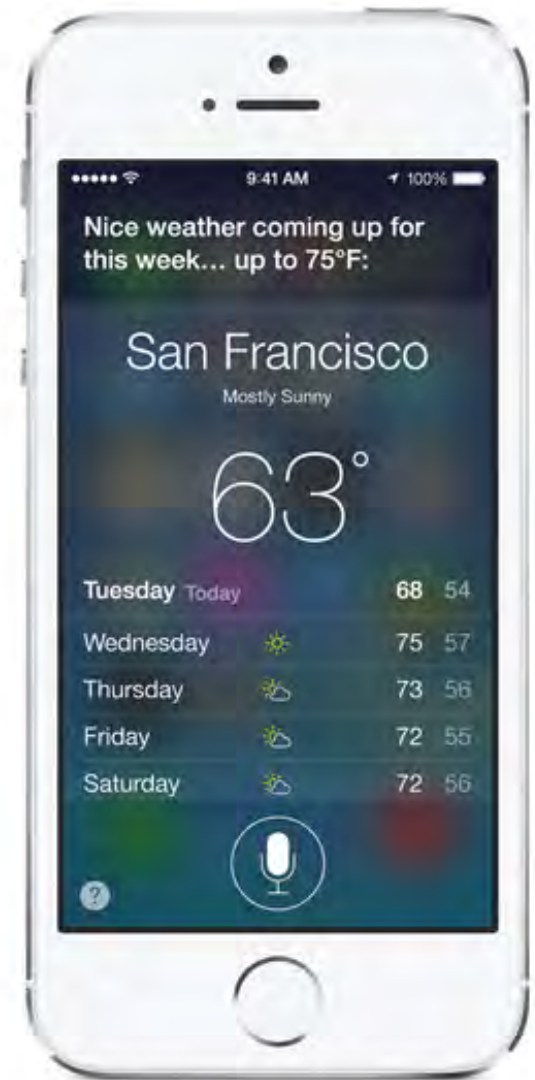 9:41 AM 100%
Nice weather coming up for
this week... up to 75°F:
San Francisco
Mostly Sunny
63°
Tuesday Today 68 54
Wednesday 75 57
Thursday 73 56
Friday 72 55
Saturday 72 56
?